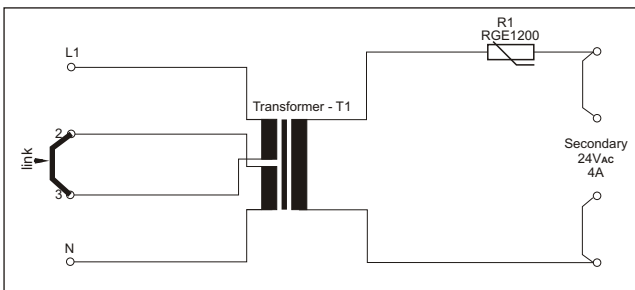 R1
RGE1200
L1
Transformer - T1
2
link
3
Secondary
24VAC
4A
N